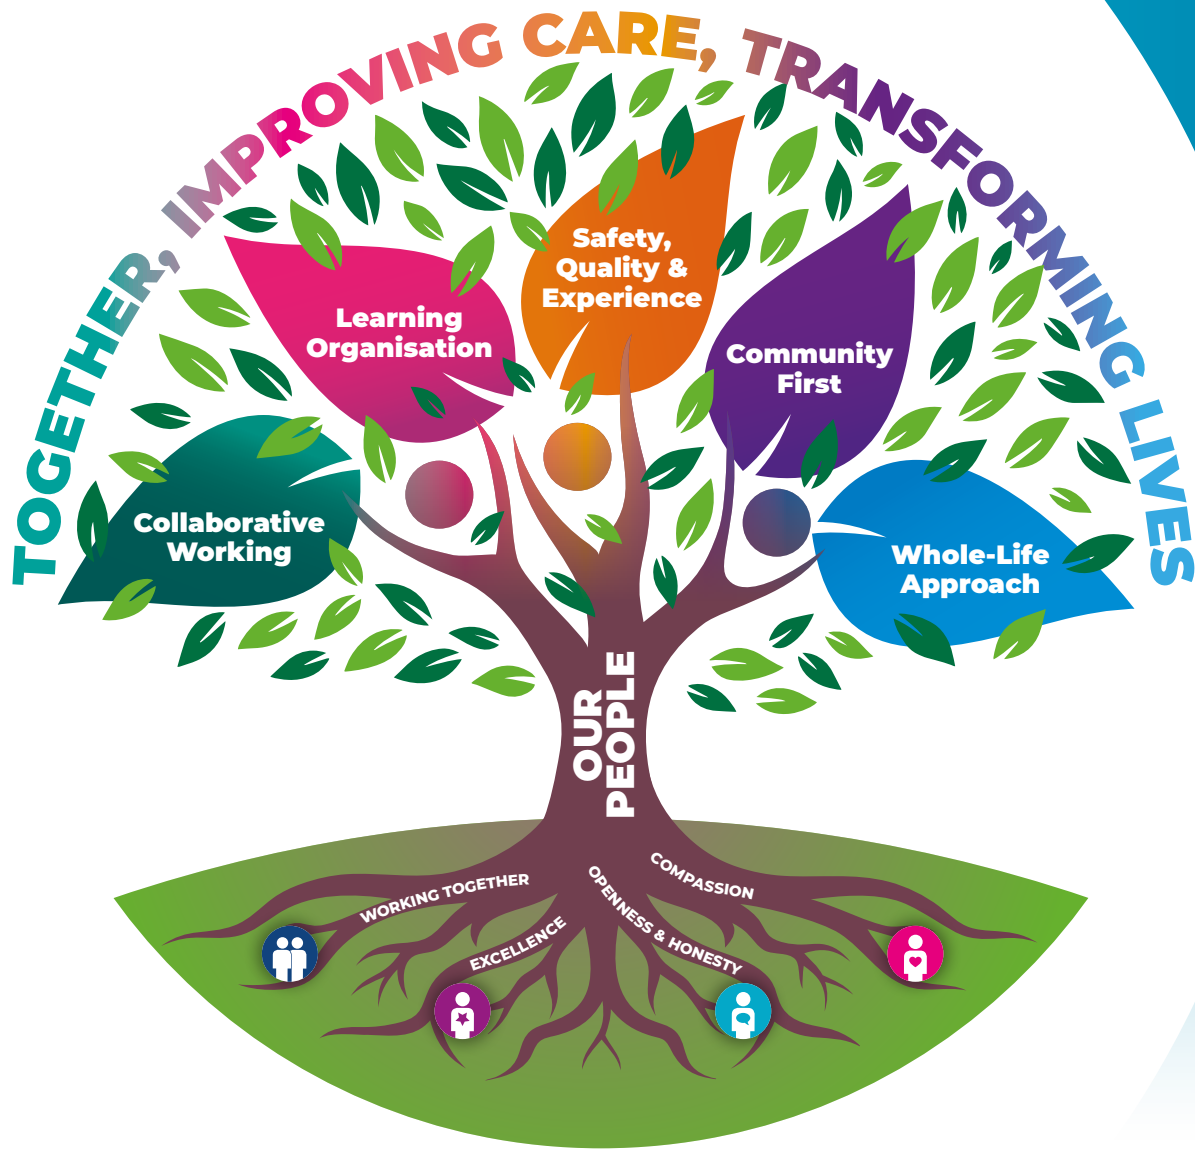 TOGETHER, IMPROVING CARE, TRANSFORMING LIVES
Safety,
Quality &
Experience
Learning
Organisation
Community
First
Collaborative
Working
Whole-Life
Approach
OUR
PEOPLE
WORKING TOGETHER
EXCELLENCE
OPENNESS & HONESTY
COMPASSION